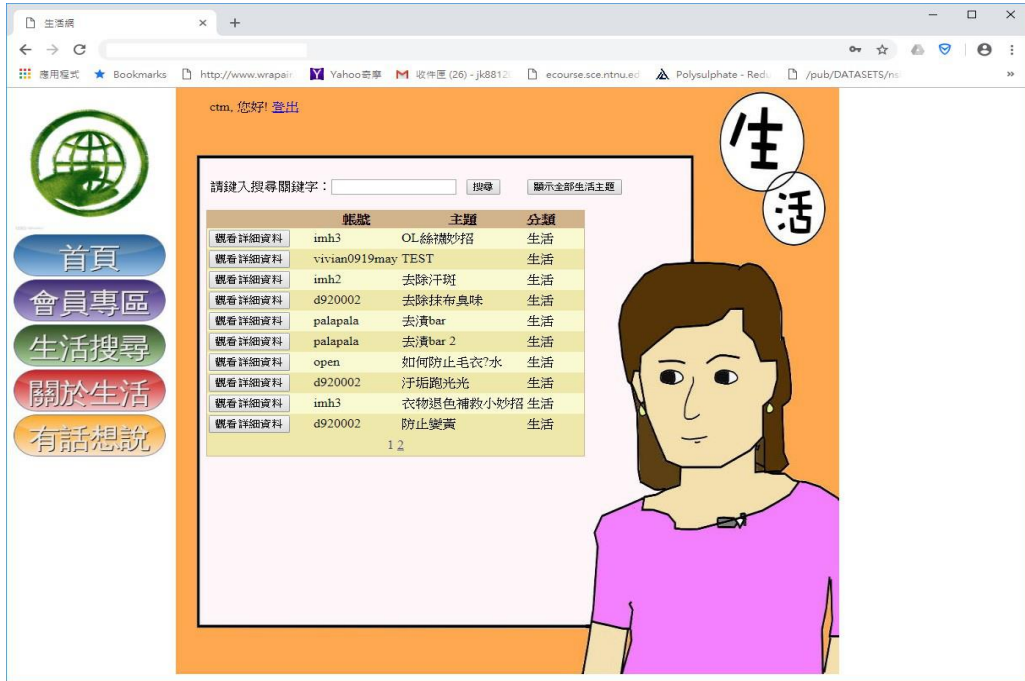 生活網
應用程式 Bookmarks http://www.wrapair Yahoo奇摩 收件匣 (26) - jk8812 ecourse.sce.ntnu.ed Polysulphate - Redu /pub/DATASETS/ns
ctm, 您好! 登出
生活
請鍵入搜尋關鍵字： 搜尋 顯示全部生活主題
帳號 主題 分類
觀看詳細資料 imh3 OL絲襪妙招 生活
觀看詳細資料 vivian0919may TEST 生活
觀看詳細資料 imh2 去除汗斑 生活
觀看詳細資料 d920002 去除抹布臭味 生活
觀看詳細資料 palapala 去漬bar 生活
觀看詳細資料 palapala 去漬bar 2 生活
觀看詳細資料 open 如何防止毛衣?水 生活
觀看詳細資料 d920002 汙垢跑光光 生活
觀看詳細資料 imh3 衣物退色補救小妙招 生活
觀看詳細資料 d920002 防止變黃 生活
1 2
首頁
會員專區
生活搜尋
關於生活
有話想說